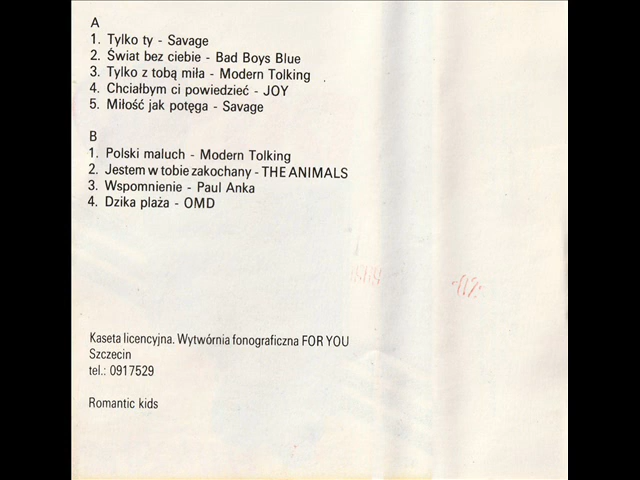 A
1. Tylko ty - Savage
2. Świat bez ciebie - Bad Boys Blue
3. Tylko z tobą miła - Modern Tolking
4. Chciałbym ci powiedzieć - JOY
5. Miłość jak potęga - Savage
B
1. Polski maluch - Modern Tolking
2. Jestem w tobie zakochany - THE ANIMALS
3. Wspomnienie - Paul Anka
4. Dzika plaża - OMD
Kaseta licencyjna. Wytwórnia fonograficzna FOR YOU
Szczecin
tel.: 0917529
Romantic kids